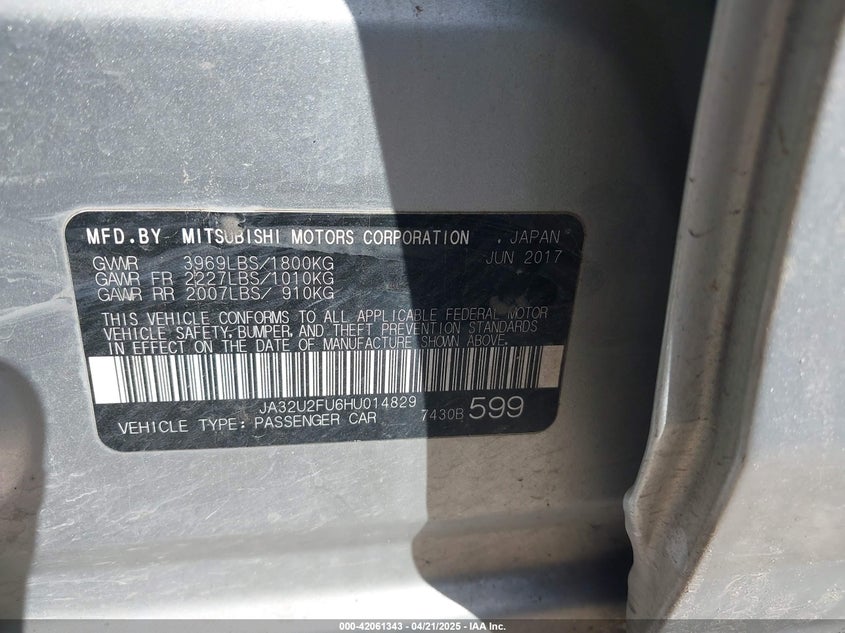 MFD.BY MITSUBISHI MOTORS CORPORATION , JAPAN
GVWR 3969LBS/1800KG JUN 2017
GAWR FR 2227LBS/1010KG
GAWR RR 2007LBS/ 910KG
THIS VEHICLE CONFORMS TO ALL APPLICABLE FEDERAL MOTOR
VEHICLE SAFETY, BUMPER, AND THEFT PREVENTION STANDARDS
IN EFFECT ON THE DATE OF MANUFACTURE SHOWN ABOVE.
JA32U2FU6HU014829
VEHICLE TYPE: PASSENGER CAR 7430B 599
000-42061343 - 04/21/2025 - IAA Inc.